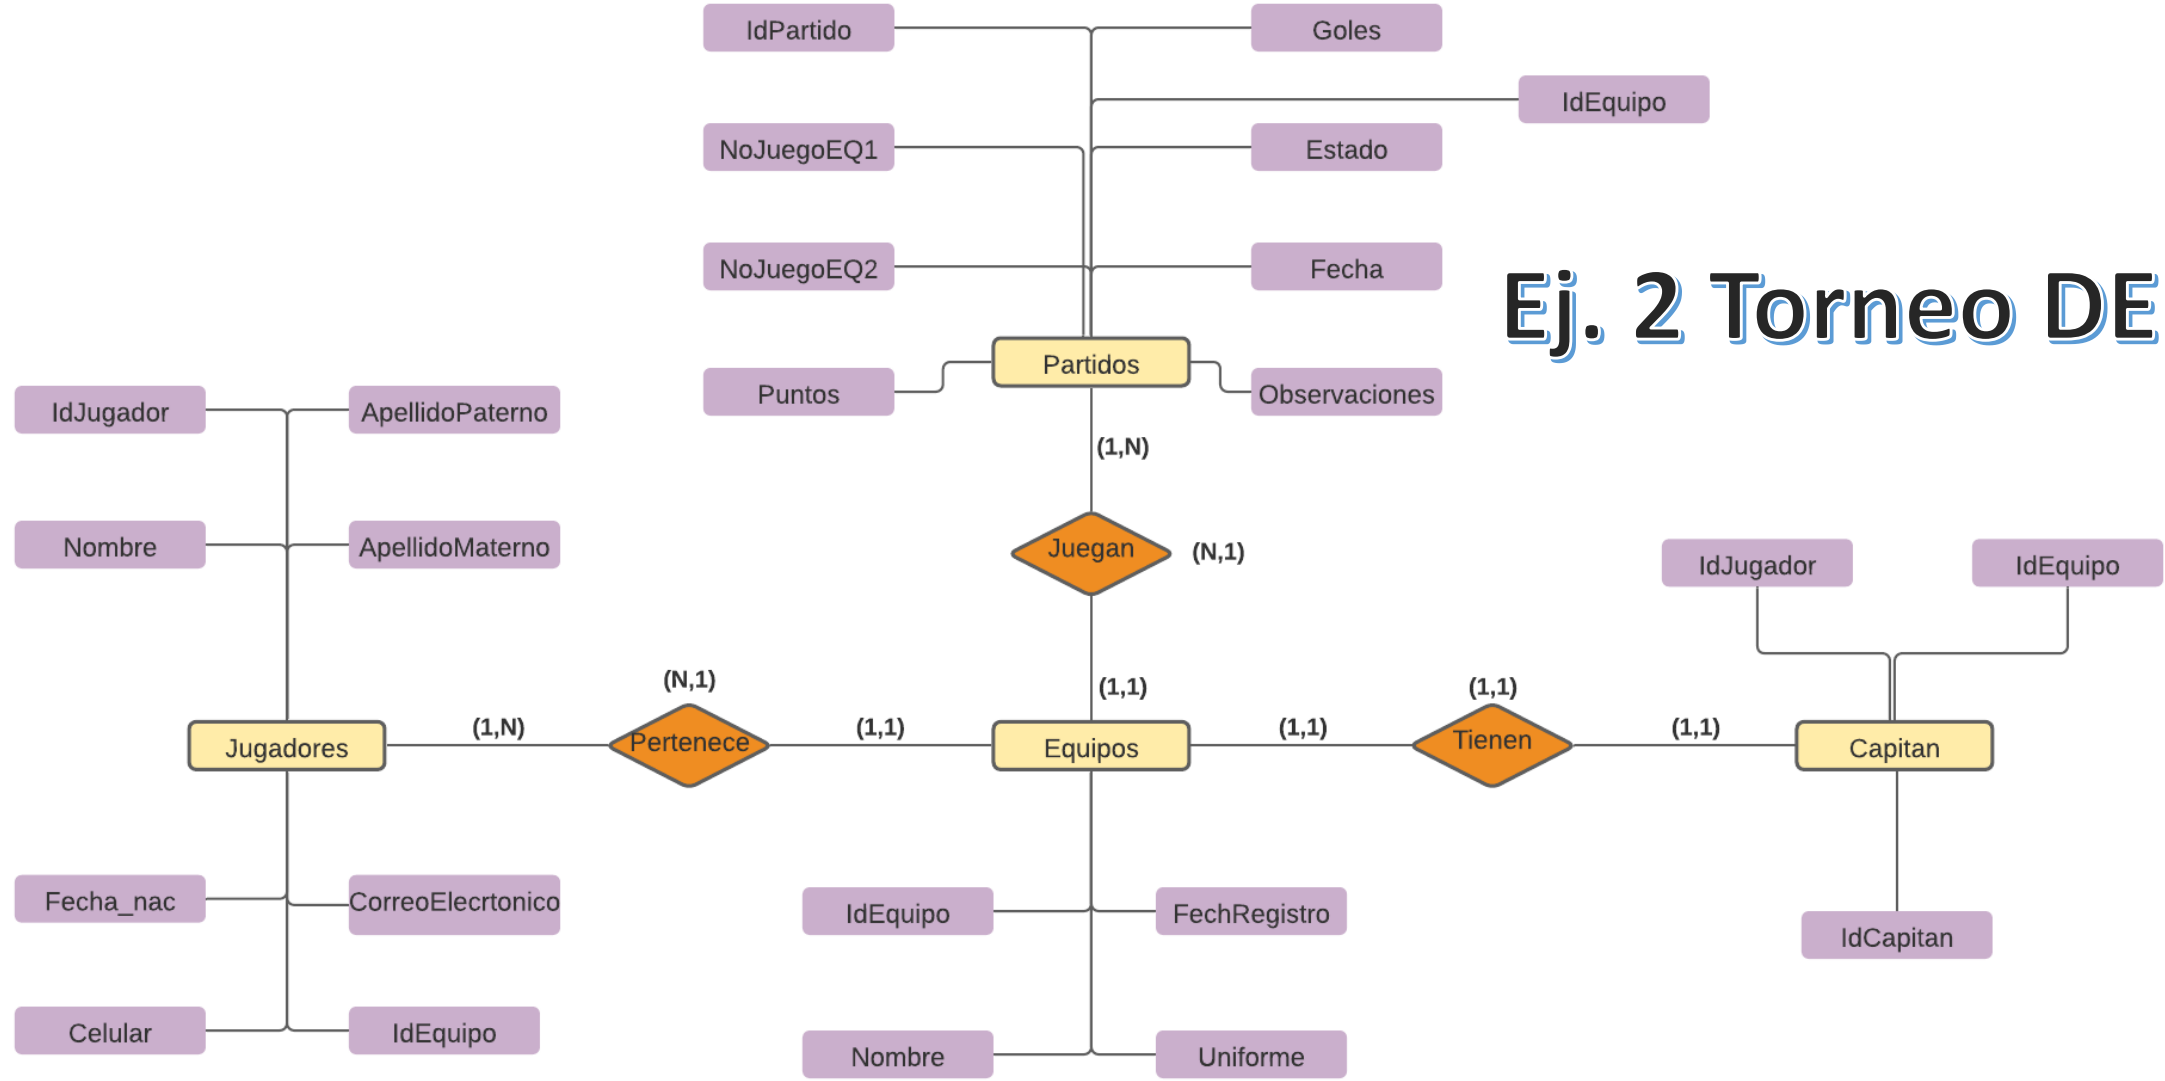 IdPartido
Goles
IdEquipo
NoJuegoEQ1
Estado
NoJuegoEQ2
Fecha
Ej. 2 Torneo DE
Partidos
Puntos
Observaciones
IdJugador
ApellidoPaterno
(1,N)
Nombre
ApellidoMaterno
Juegan
(N,1)
IdJugador
IdEquipo
(N,1)
(1,1)
(1,1)
Jugadores
(1,N)
Pertenece
(1,1)
Equipos
(1,1)
Tienen
(1,1)
Capitan
Fecha_nac
CorreoElecrtonico
IdEquipo
FechRegistro
IdCapitan
Celular
IdEquipo
Nombre
Uniforme